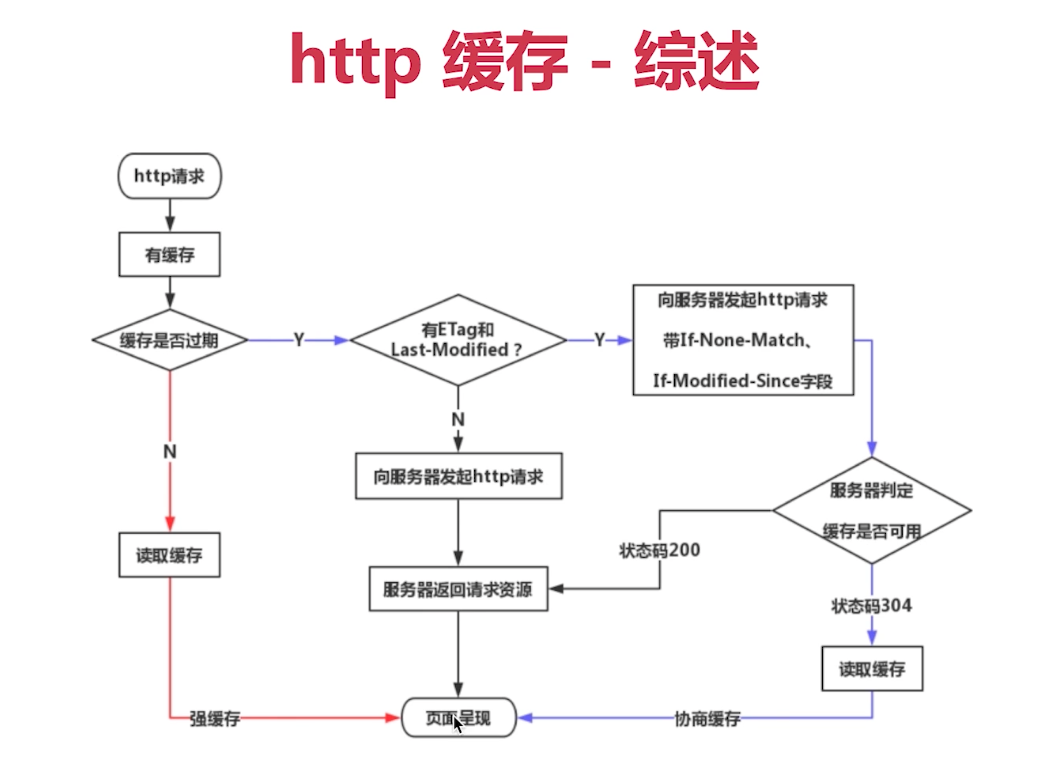 http 缓存 - 综述
http请求
有缓存
缓存是否过期
Y
有ETag和
Last-Modified？
Y
向服务器发起http请求
带If-None-Match、
If-Modified-Since字段
N
N
向服务器发起http请求
服务器判定
缓存是否可用
状态码200
读取缓存
服务器返回请求资源
状态码304
读取缓存
强缓存
页面呈现
协商缓存